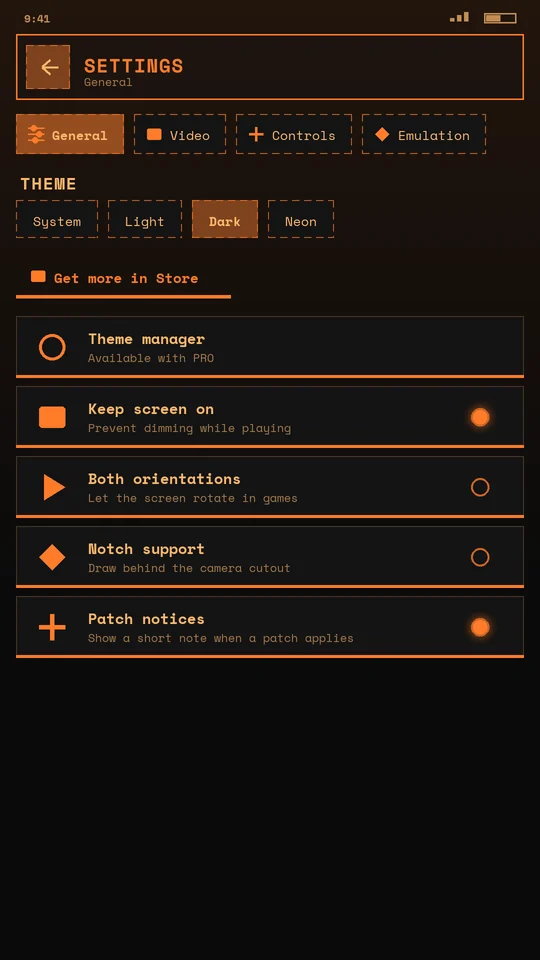 9:41
SETTINGS
General
General Video Controls Emulation
THEME
System Light Dark Neon
Get more in Store
Theme manager
Available with PRO
Keep screen on
Prevent dimming while playing
Both orientations
Let the screen rotate in games
Notch support
Draw behind the camera cutout
Patch notices
Show a short note when a patch applies